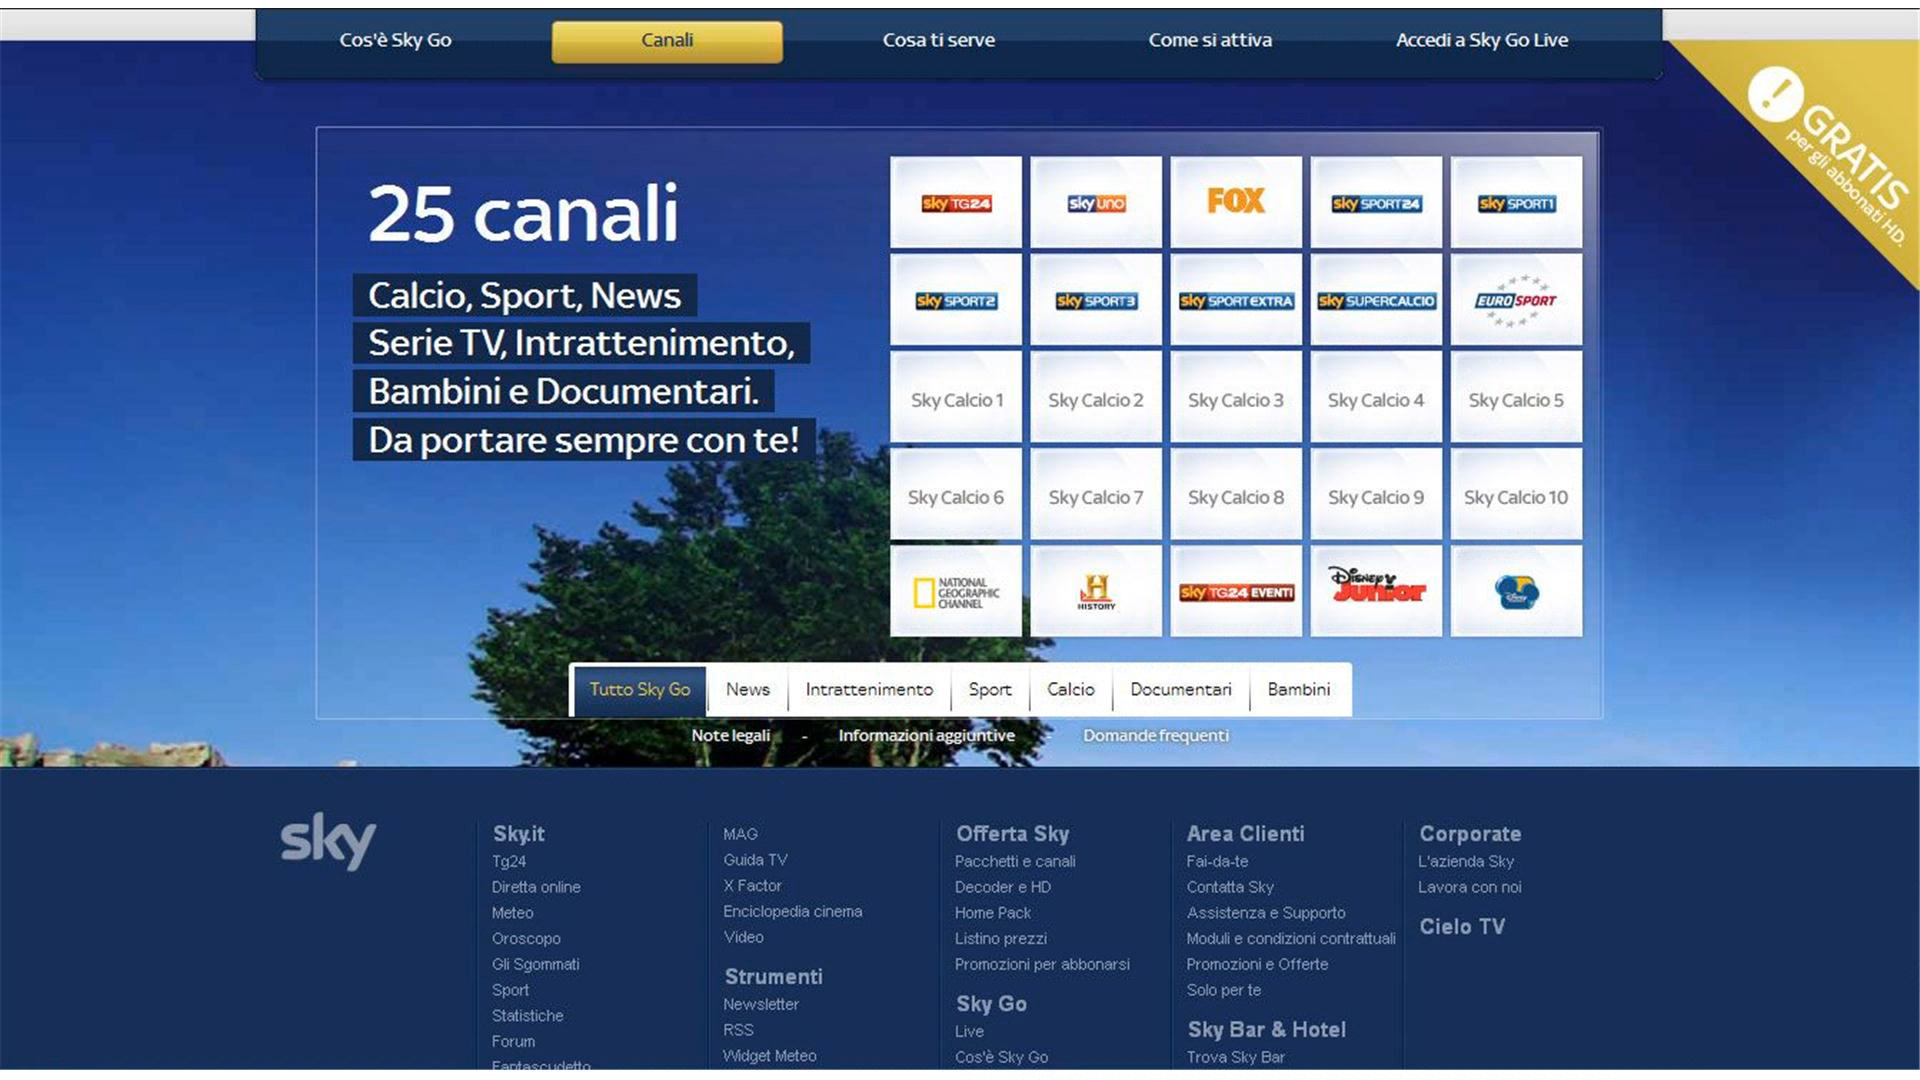 Cos'è Sky Go
Canali
Cosa ti serve
Come si attiva
Accedi a Sky Go Live
! GRATIS
per gli abbonati HD.
25 canali
Calcio, Sport, News
Serie TV, Intrattenimento,
Bambini e Documentari.
Da portare sempre con te!
sky TG24
sky uno
FOX
sky SPORT24
sky SPORT1
sky SPORT2
sky SPORT3
sky SPORT EXTRA
sky SUPERCALCIO
EUROSPORT
Sky Calcio 1
Sky Calcio 2
Sky Calcio 3
Sky Calcio 4
Sky Calcio 5
Sky Calcio 6
Sky Calcio 7
Sky Calcio 8
Sky Calcio 9
Sky Calcio 10
NATIONAL
GEOGRAPHIC
CHANNEL
H
HISTORY
sky TG24 EVENTI
Disney
Junior
Disney
Tutto Sky Go
News
Intrattenimento
Sport
Calcio
Documentari
Bambini
Note legali - Informazioni aggiuntive - Domande frequenti
sky
Sky.it
Tg24
Diretta online
Meteo
Oroscopo
Gli Sgommati
Sport
Statistiche
Forum
Fantascudetto
MAG
Guida TV
X Factor
Enciclopedia cinema
Video
Strumenti
Newsletter
RSS
Widget Meteo
Offerta Sky
Pacchetti e canali
Decoder e HD
Home Pack
Listino prezzi
Promozioni per abbonarsi
Sky Go
Live
Cos'è Sky Go
Area Clienti
Fai-da-te
Contatta Sky
Assistenza e Supporto
Moduli e condizioni contrattuali
Promozioni e Offerte
Solo per te
Sky Bar & Hotel
Trova Sky Bar
Corporate
L'azienda Sky
Lavora con noi
Cielo TV